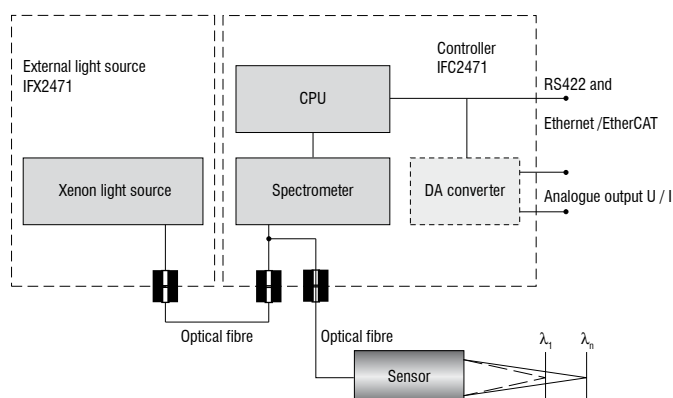 External light source
IFX2471
Controller
IFC2471
CPU
RS422 and
Ethernet /EtherCAT
Xenon light source
Spectrometer
DA converter
Analogue output U / I
Optical fibre
Optical fibre
Sensor
λ1
λn